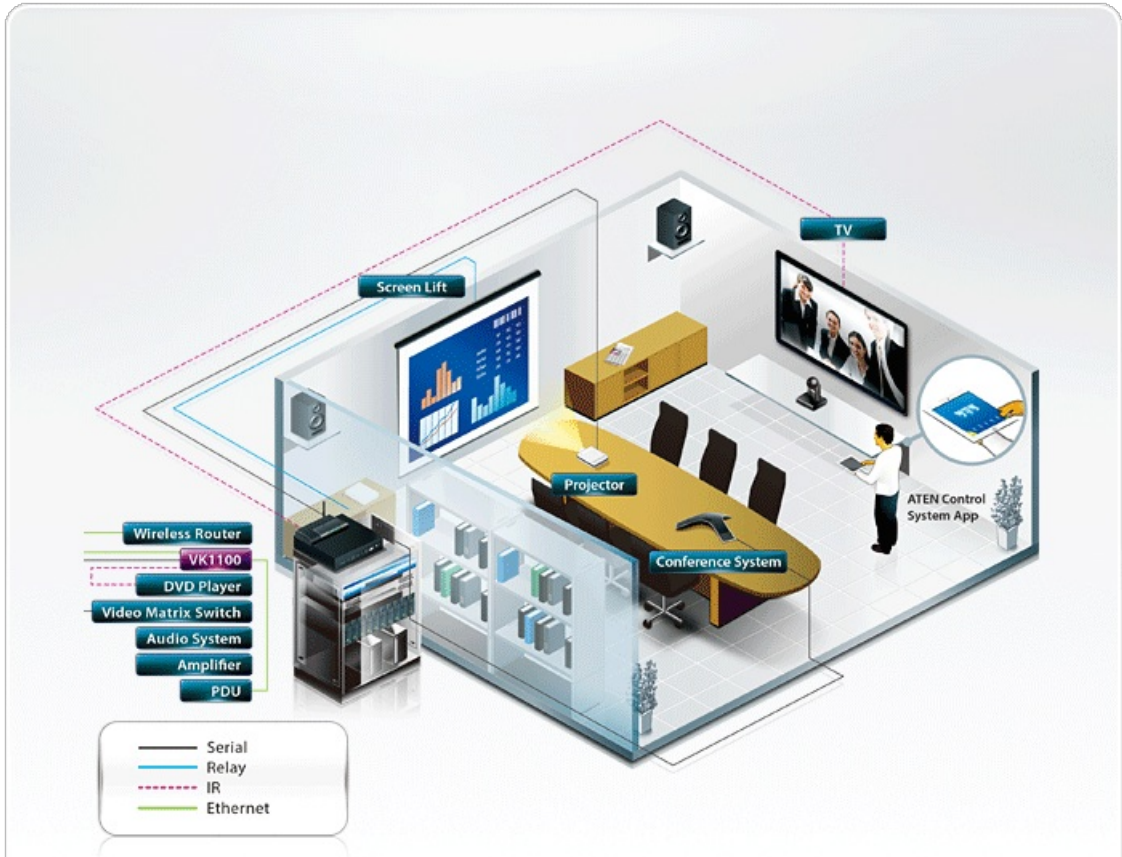 TV
Screen Lift
Projector
ATEN Control
System App
Conference System
Wireless Router
VK1100
DVD Player
Video Matrix Switch
Audio System
Amplifier
PDU
Serial
Relay
IR
Ethernet